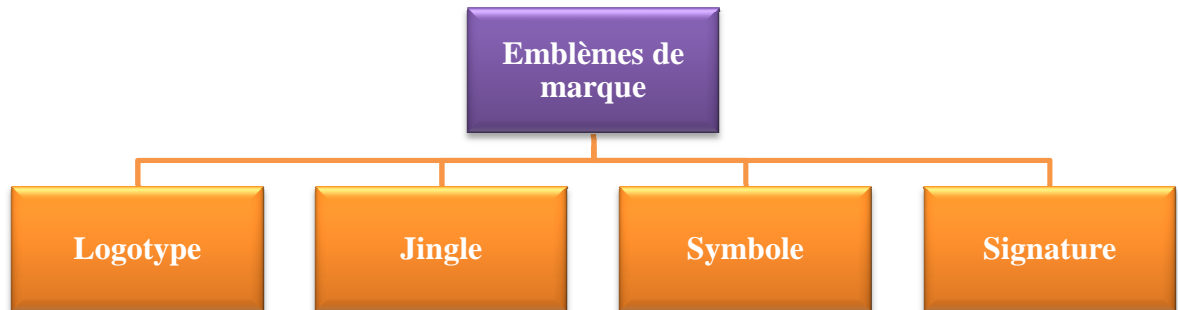 Emblèmes de
marque
Logotype
Jingle
Symbole
Signature